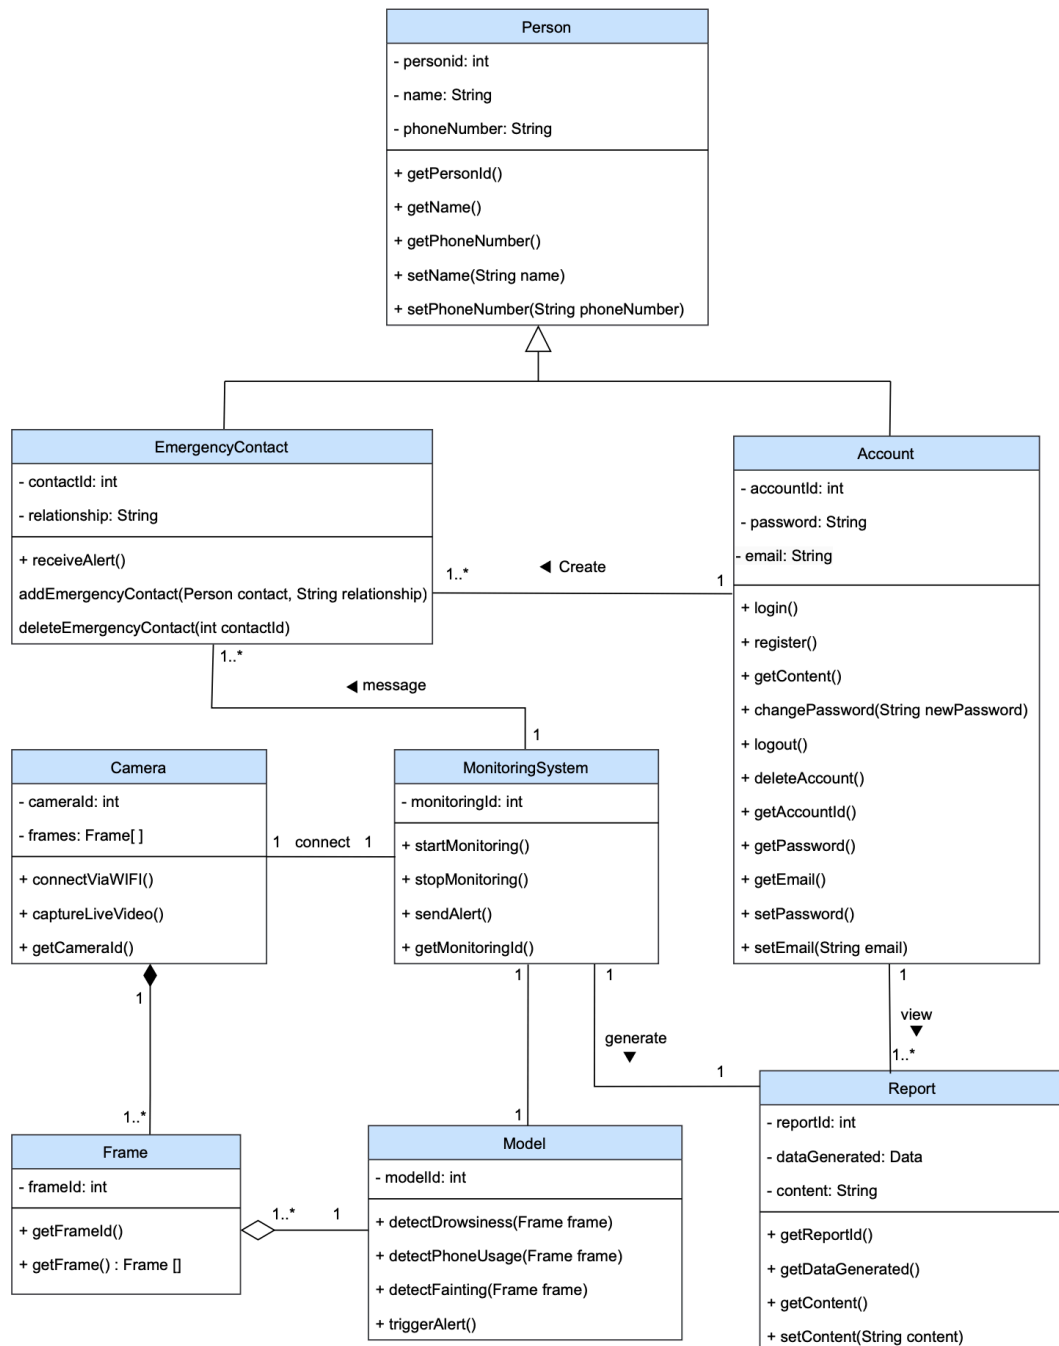 Person
- personid: int
- name: String
- phoneNumber: String
+ getPersonId()
+ getName()
+ getPhoneNumber()
+ setName(String name)
+ setPhoneNumber(String phoneNumber)
EmergencyContact
- contactId: int
- relationship: String
+ receiveAlert()
addEmergencyContact(Person contact, String relationship)
deleteEmergencyContact(int contactId)
1..*
Create
1
Account
- accountId: int
- password: String
- email: String
+ login()
+ register()
+ getContent()
+ changePassword(String newPassword)
+ logout()
+ deleteAccount()
+ getAccountId()
+ getPassword()
+ getEmail()
+ setPassword()
+ setEmail(String email)
1..*
message
1
Camera
- cameraId: int
- frames: Frame[ ]
+ connectViaWIFI()
+ captureLiveVideo()
+ getCameraId()
1 connect 1
MonitoringSystem
- monitoringId: int
+ startMonitoring()
+ stopMonitoring()
+ sendAlert()
+ getMonitoringId()
1
1..*
1
1
1
generate
1
1
view
1..*
Frame
- frameId: int
+ getFrameId()
+ getFrame() : Frame []
1..* 1
Model
- modelId: int
+ detectDrowsiness(Frame frame)
+ detectPhoneUsage(Frame frame)
+ detectFainting(Frame frame)
+ triggerAlert()
Report
- reportId: int
- dataGenerated: Data
- content: String
+ getReportId()
+ getDataGenerated()
+ getContent()
+ setContent(String content)